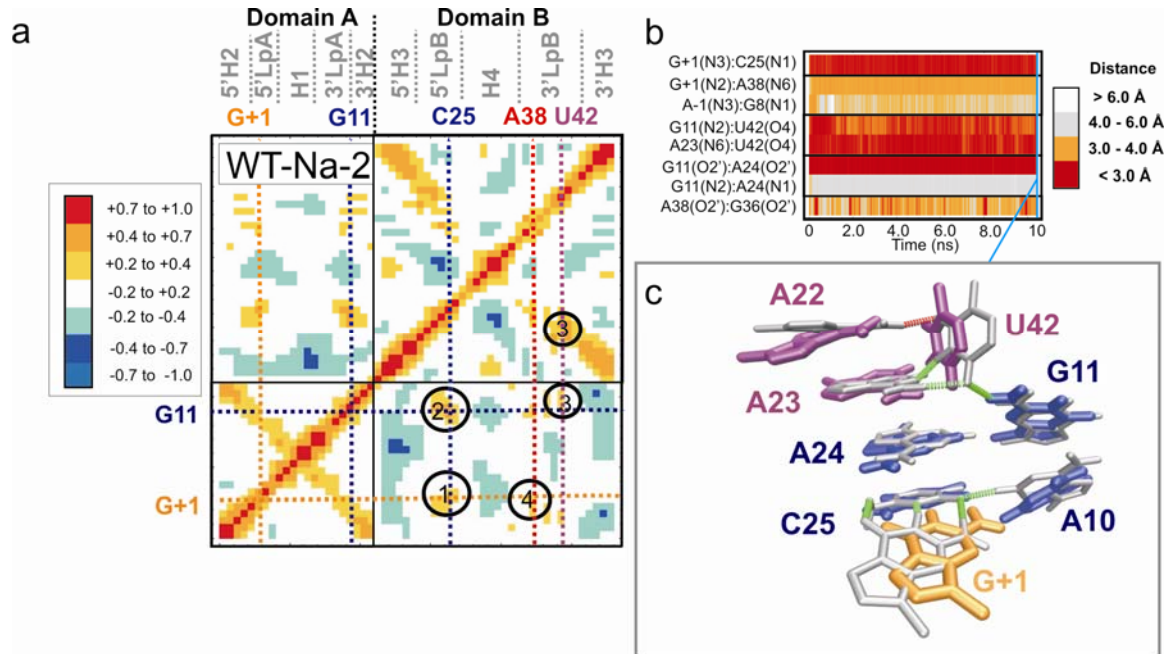 a
Domain A
Domain B
5'H2
5'LpA
H1
3'LpA
3'H2
5'H3
5'LpB
H4
3'LpB
3'H3
G+1
G11
C25
A38
U42
WT-Na-2
+0.7 to +1.0
+0.4 to +0.7
+0.2 to +0.4
-0.2 to +0.2
-0.2 to -0.4
-0.4 to -0.7
-0.7 to -1.0
3
G11
2
3
G+1
1
4
b
G+1(N3):C25(N1)
G+1(N2):A38(N6)
A-1(N3):G8(N1)
G11(N2):U42(O4)
A23(N6):U42(O4)
G11(O2'):A24(O2')
G11(N2):A24(N1)
A38(O2'):G36(O2')
0 2.0 4.0 6.0 8.0 10
Time (ns)
Distance
> 6.0 Å
4.0 - 6.0 Å
3.0 - 4.0 Å
< 3.0 Å
c
A22
U42
A23
G11
A24
C25
A10
G+1